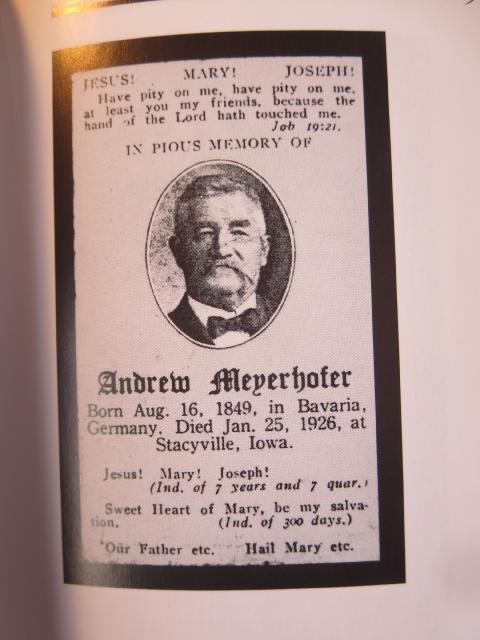 JESUS! MARY! JOSEPH!
Have pity on me, have pity on me,
at least you my friends, because the
hand of the Lord hath touched me.
Job 19:21.
IN PIOUS MEMORY OF
Andrew Meyerhofer
Born Aug. 16, 1849, in Bavaria,
Germany. Died Jan. 25, 1926, at
Stacyville, Iowa.
Jesus! Mary! Joseph!
(Ind. of 7 years and 7 quar.)
Sweet Heart of Mary, be my salva-
tion. (Ind. of 300 days.)
Our Father etc. Hail Mary etc.